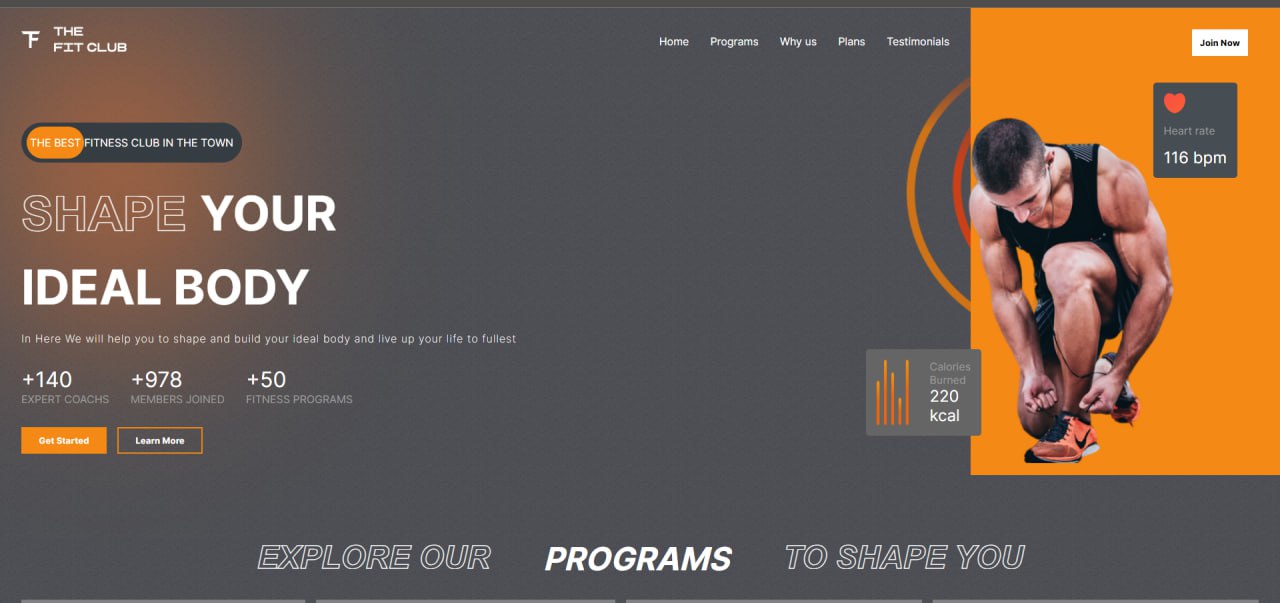 THE
FIT CLUB
Home Programs Why us Plans Testimonials
Join Now
Heart rate
116 bpm
THE BEST FITNESS CLUB IN THE TOWN
SHAPE YOUR
IDEAL BODY
In Here We will help you to shape and build your ideal body and live up your life to fullest
+140 +978 +50
EXPERT COACHS MEMBERS JOINED FITNESS PROGRAMS
Get Started Learn More
Calories
Burned
220
kcal
EXPLORE OUR PROGRAMS TO SHAPE YOU